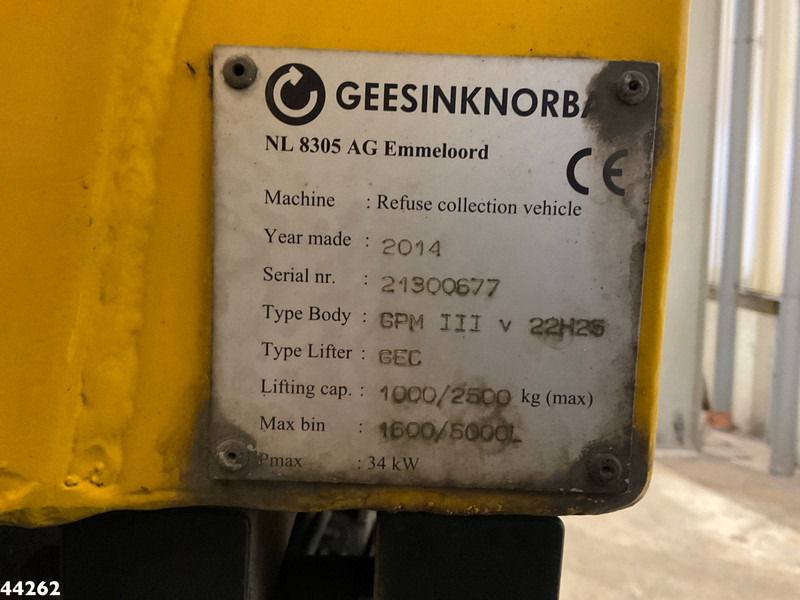 GEESINKNORBA
NL 8305 AG Emmeloord
CE
Machine : Refuse collection vehicle
Year made : 2014
Serial nr. : 21300677
Type Body : GPM III v 22H25
Type Lifter : GEC
Lifting cap. : 1000/2500 kg (max)
Max bin : 1600/5000L
Pmax : 34 kW
44262